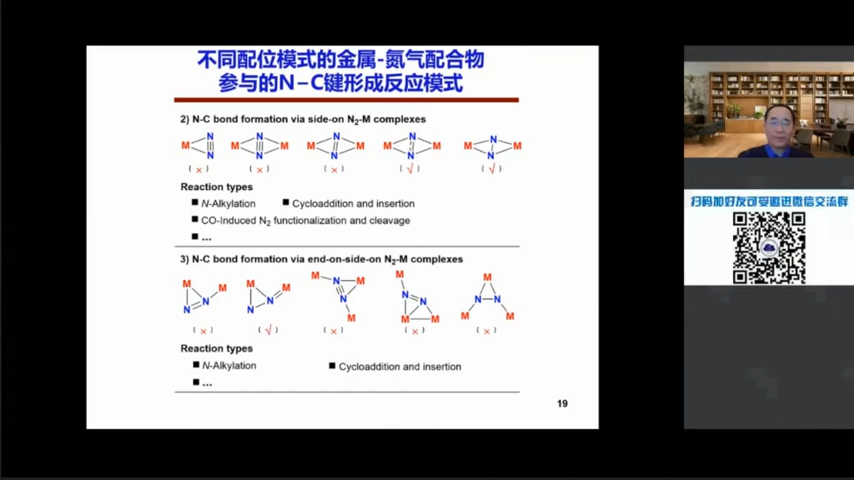 不同配位模式的金属-氮气配合物
参与的N−C键形成反应模式
2) N-C bond formation via side-on N2-M complexes
M N N
M N N M
M N N M
M N N M
M N N M
(×) (×) (×) (√) (√)
Reaction types
■ N-Alkylation ■ Cycloaddition and insertion
■ CO-Induced N2 functionalization and cleavage
■ ...
3) N-C bond formation via end-on-side-on N2-M complexes
M N N M
M N N M
M N M N M
M N N M M
M N N M M
(×) (√) (×) (×) (×)
Reaction types
■ N-Alkylation ■ Cycloaddition and insertion
■ ...
19
扫码加好友可受邀进微信交流群